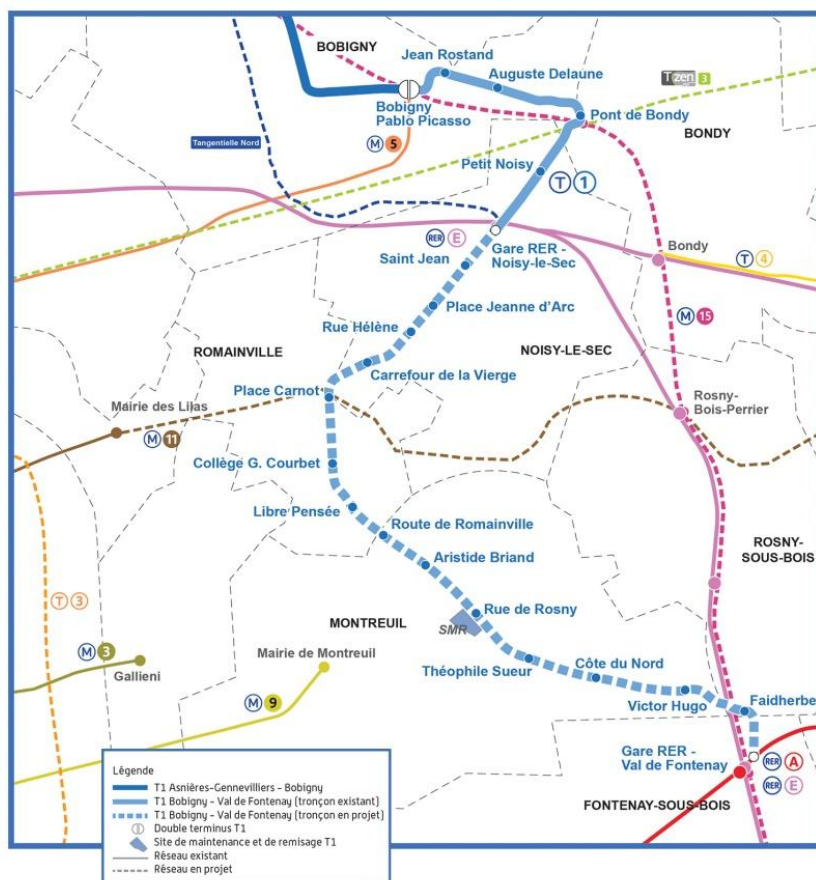 BOBIGNY
Jean Rostand
Auguste Delaune
Tzen 3
Bobigny
Pablo Picasso
Pont de Bondy
BONDY
Tangentielle Nord
M 5
Petit Noisy
T 1
RER E
Gare RER -
Noisy-le-Sec
Bondy
T 4
Saint Jean
Place Jeanne d'Arc
M 15
Rue Hélène
ROMAINVILLE
NOISY-LE-SEC
Carrefour de la Vierge
Place Carnot
Rosny-
Bois-Perrier
Mairie des Lilas
M 11
Collège G. Courbet
Libre Pensée
Route de Romainville
Aristide Briand
ROSNY-
SOUS-BOIS
T 3
Rue de Rosny
MONTREUIL
SMR
M 3
Gallieni
Mairie de Montreuil
Théophile Sueur
Côte du Nord
M 9
Victor Hugo
Faidherbe
Gare RER -
Val de Fontenay
RER A
RER E
FONTENAY-SOUS-BOIS
Légende
T1 Asnières-Gennevilliers - Bobigny
T1 Bobigny - Val de Fontenay (tronçon existant)
T1 Bobigny - Val de Fontenay (tronçon en projet)
Double terminus T1
Site de maintenance et de remisage T1
Réseau existant
Réseau en projet